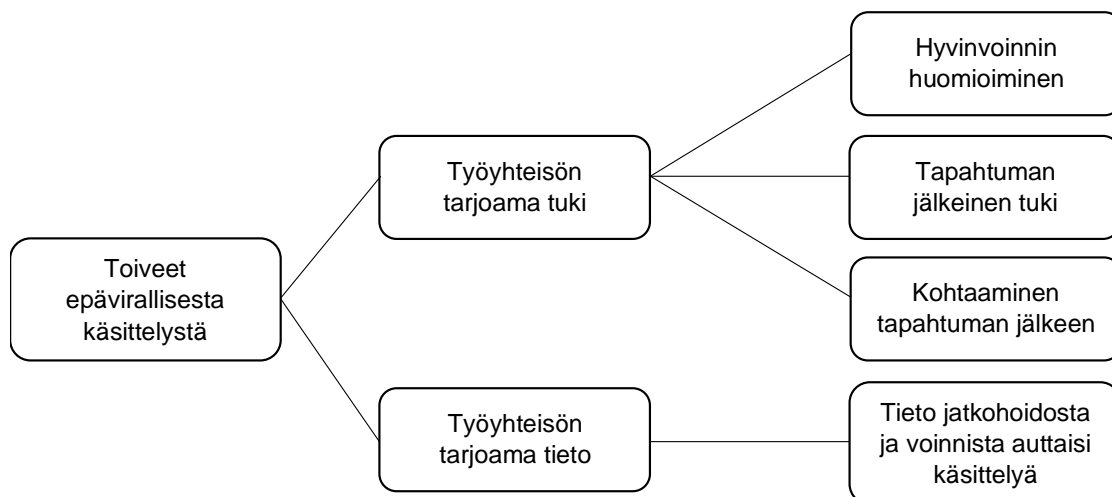 Hyvinvoinnin
huomioiminen
Työyhteisön
tarjoama tuki
Tapahtuman
jälkeinen tuki
Toiveet
epävirallisesta
käsittelystä
Kohtaaminen
tapahtuman jälkeen
Työyhteisön
tarjoama tieto
Tieto jatkohoidosta
ja voinnista auttaisi
käsittelyä